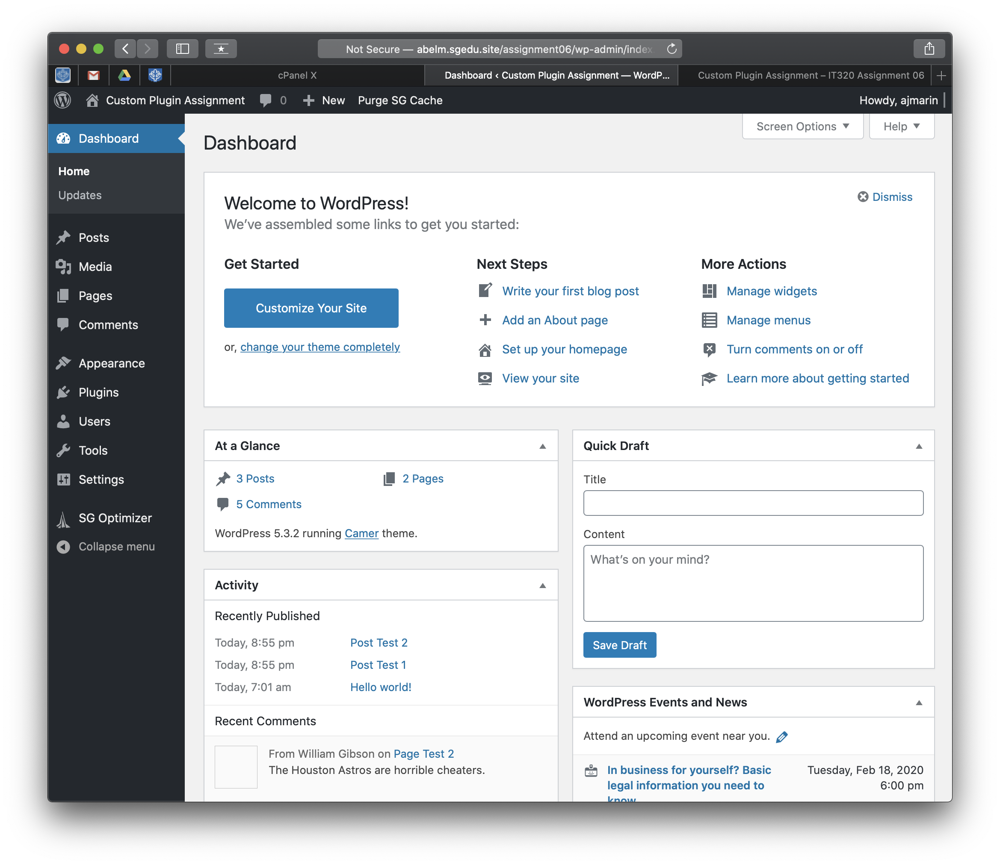 Not Secure — abelm.sgedu.site/assignment06/wp-admin/index.
cPanel X
Dashboard ‹ Custom Plugin Assignment — WordP...
Custom Plugin Assignment – IT320 Assignment 06
Custom Plugin Assignment 0 New Purge SG Cache Howdy, ajmarin
Screen Options Help
Dashboard
Home
Updates
Posts
Media
Pages
Comments
Appearance
Plugins
Users
Tools
Settings
SG Optimizer
Collapse menu
Dashboard
Welcome to WordPress!
Dismiss
We’ve assembled some links to get you started:
Get Started
Customize Your Site
or, change your theme completely
Next Steps
Write your first blog post
Add an About page
Set up your homepage
View your site
More Actions
Manage widgets
Manage menus
Turn comments on or off
Learn more about getting started
At a Glance
3 Posts 2 Pages
5 Comments
WordPress 5.3.2 running Camer theme.
Activity
Recently Published
Today, 8:55 pm Post Test 2
Today, 8:55 pm Post Test 1
Today, 7:01 am Hello world!
Recent Comments
From William Gibson on Page Test 2
The Houston Astros are horrible cheaters.
Quick Draft
Title
Content
What’s on your mind?
Save Draft
WordPress Events and News
Attend an upcoming event near you.
In business for yourself? Basic
legal information you need to
know
Tuesday, Feb 18, 2020
6:00 pm